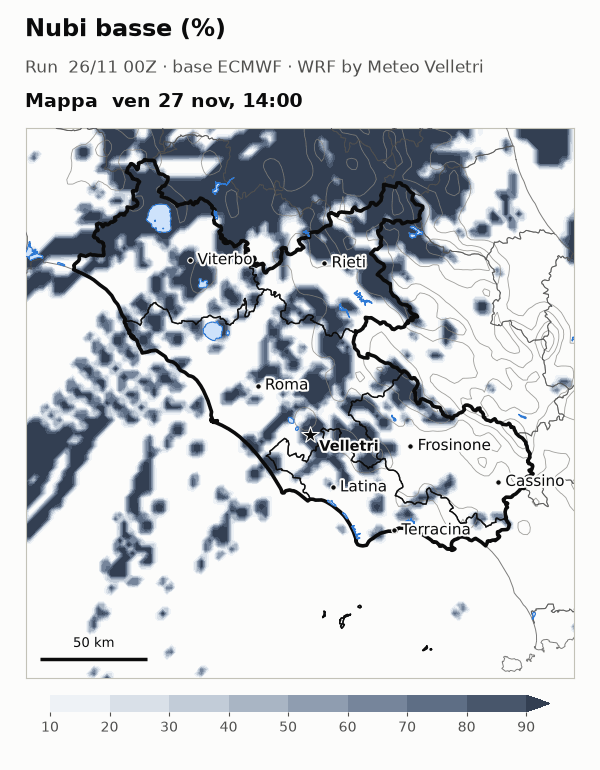 Nubi basse (%)
Run  26/11 00Z · base ECMWF · WRF by Meteo Velletri
Mappa  ven 27 nov, 14:00
Viterbo
Rieti
Roma
Velletri
Frosinone
Latina
Cassino
Terracina
50 km
10 20 30 40 50 60 70 80 90